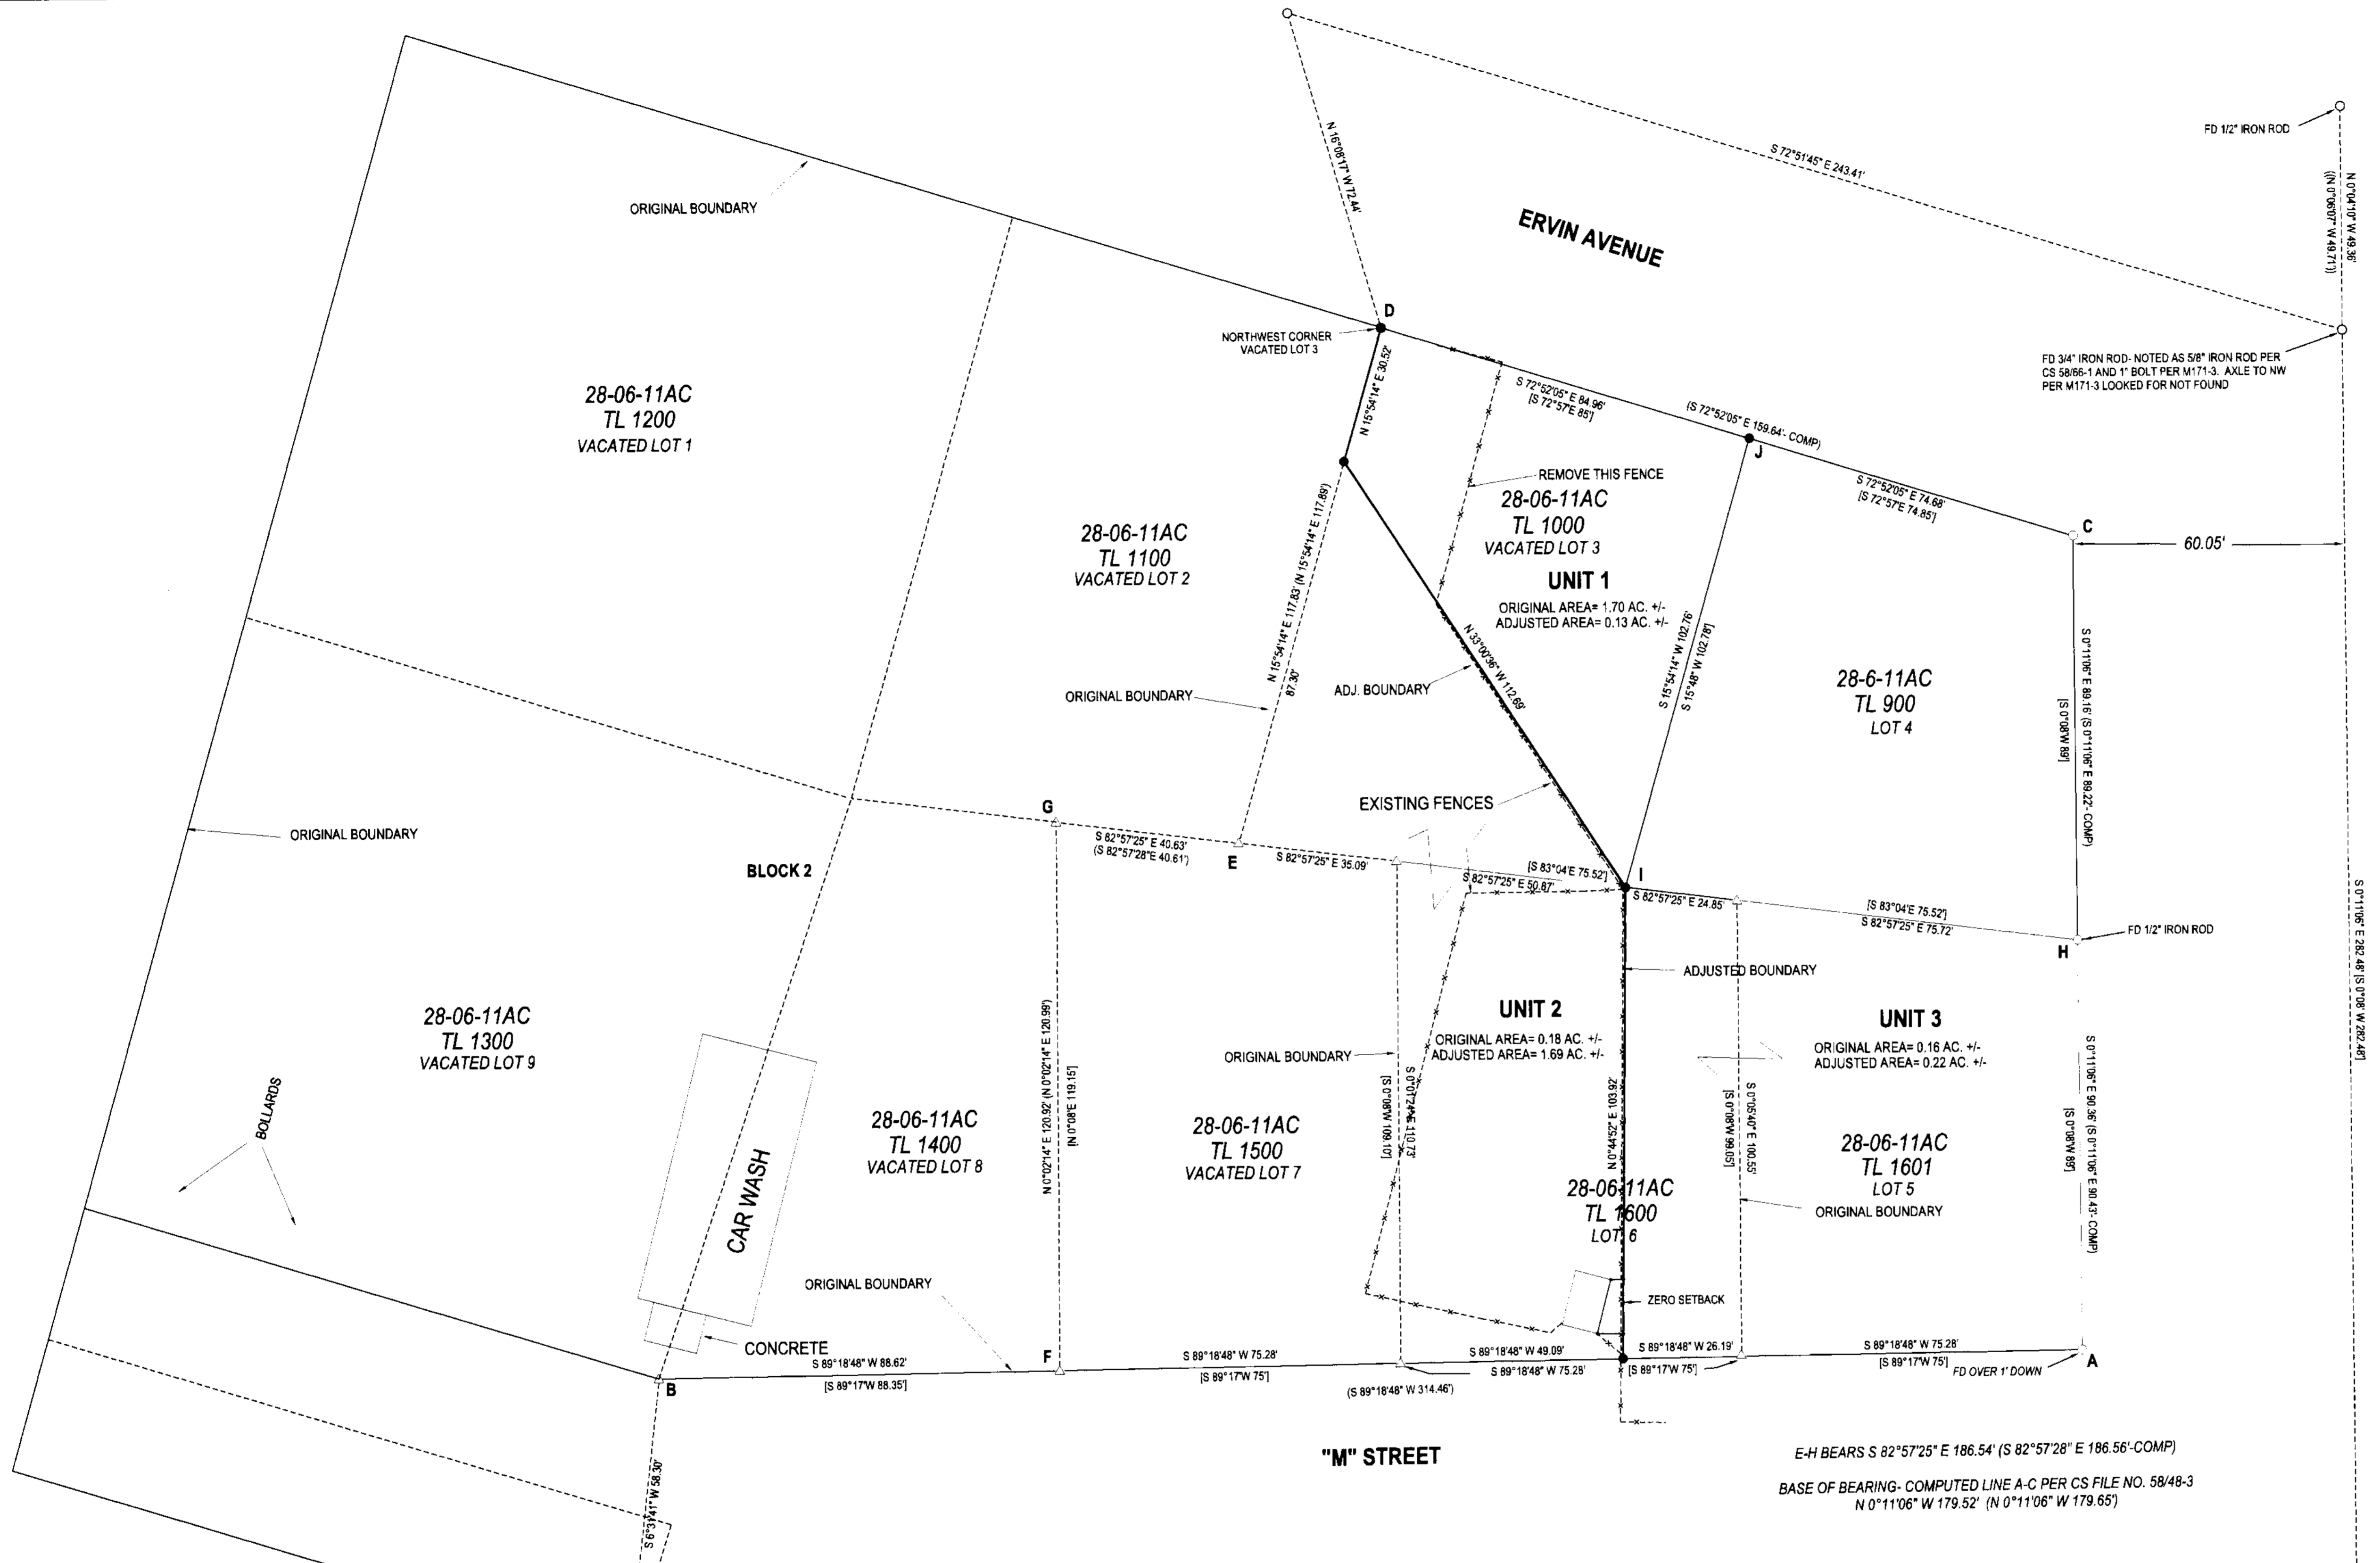 N 16°08'17" W 72.44'
S 72°51'45" E 243.41'
FD 1/2" IRON ROD
N 0°04'10" W 49.36'
((N 0°06'07" W 49.71'))
ORIGINAL BOUNDARY
ERVIN AVENUE
D
NORTHWEST CORNER
VACATED LOT 3
FD 3/4" IRON ROD- NOTED AS 5/8" IRON ROD PER
CS 58/66-1 AND 1" BOLT PER M171-3. AXLE TO NW
PER M171-3 LOOKED FOR NOT FOUND
N 15°54'14" E 30.52'
S 72°52'05" E 84.96'
[S 72°57'E 85']
(S 72°52'05" E 159.64'- COMP)
J
28-06-11AC
TL 1200
VACATED LOT 1
REMOVE THIS FENCE
28-06-11AC
TL 1000
VACATED LOT 3
UNIT 1
ORIGINAL AREA= 1.70 AC. +/-
ADJUSTED AREA= 0.13 AC. +/-
S 72°52'05" E 74.68'
[S 72°57'E 74.85']
C
60.05'
28-06-11AC
TL 1100
VACATED LOT 2
N 15°54'14" E 117.83' (N 15°54'14" E 117.89')
87.30'
N 33°00'36" W 112.69'
S 15°54'14" W 102.76'
S 15°48" W 102.78']
S 0°11'06" E 89.16' (S 0°11'06" E 89.22'- COMP)
[S 0°08'W 89']
ORIGINAL BOUNDARY
ADJ. BOUNDARY
28-6-11AC
TL 900
LOT 4
EXISTING FENCES
G
S 82°57'25" E 40.63'
(S 82°57'28"E 40.61')
E
S 82°57'25" E 35.09'
[S 83°04'E 75.52']
S 82°57'25" E 50.87'
I
S 82°57'25" E 24.85'
[S 83°04'E 75.52']
S 82°57'25" E 75.72'
H
FD 1/2" IRON ROD
ORIGINAL BOUNDARY
BLOCK 2
S 0°11'06" E 282.48' [S 0°08' W 282.48']
ADJUSTED BOUNDARY
28-06-11AC
TL 1300
VACATED LOT 9
UNIT 2
ORIGINAL AREA= 0.18 AC. +/-
ADJUSTED AREA= 1.69 AC. +/-
UNIT 3
ORIGINAL AREA= 0.16 AC. +/-
ADJUSTED AREA= 0.22 AC. +/-
ORIGINAL BOUNDARY
BOLLARDS
CAR WASH
28-06-11AC
TL 1400
VACATED LOT 8
N 0°02'14" E 120.92' (N 0°02'14" E 120.99')
[N 0°08'E 119.15']
28-06-11AC
TL 1500
VACATED LOT 7
[S 0°08'W 109.10']
S 0°01'24" E 110.73'
N 0°44'52" E 103.92'
28-06-11AC
TL 1600
LOT 6
[S 0°08'W 99.05']
S 0°05'40" E 100.55'
28-06-11AC
TL 1601
LOT 5
ORIGINAL BOUNDARY
S 0°11'06" E 90.36' (S 0°11'06" E 90.43'- COMP)
[S 0°08'W 89']
ORIGINAL BOUNDARY
ZERO SETBACK
CONCRETE
B
S 89°18'48" W 88.62'
[S 89°17'W 88.35']
F
S 89°18'48" W 75.28'
[S 89°17'W 75']
S 89°18'48" W 49.09'
S 89°18'48" W 75.28'
(S 89°18'48" W 314.46')
S 89°18'48" W 26.19'
[S 89°17'W 75']
S 89°18'48" W 75.28'
[S 89°17'W 75']
FD OVER 1' DOWN
A
S 6°31'41" W 58.30'
"M" STREET
E-H BEARS S 82°57'25" E 186.54' (S 82°57'28" E 186.56'-COMP)
BASE OF BEARING- COMPUTED LINE A-C PER CS FILE NO. 58/48-3
N 0°11'06" W 179.52' (N 0°11'06" W 179.65')